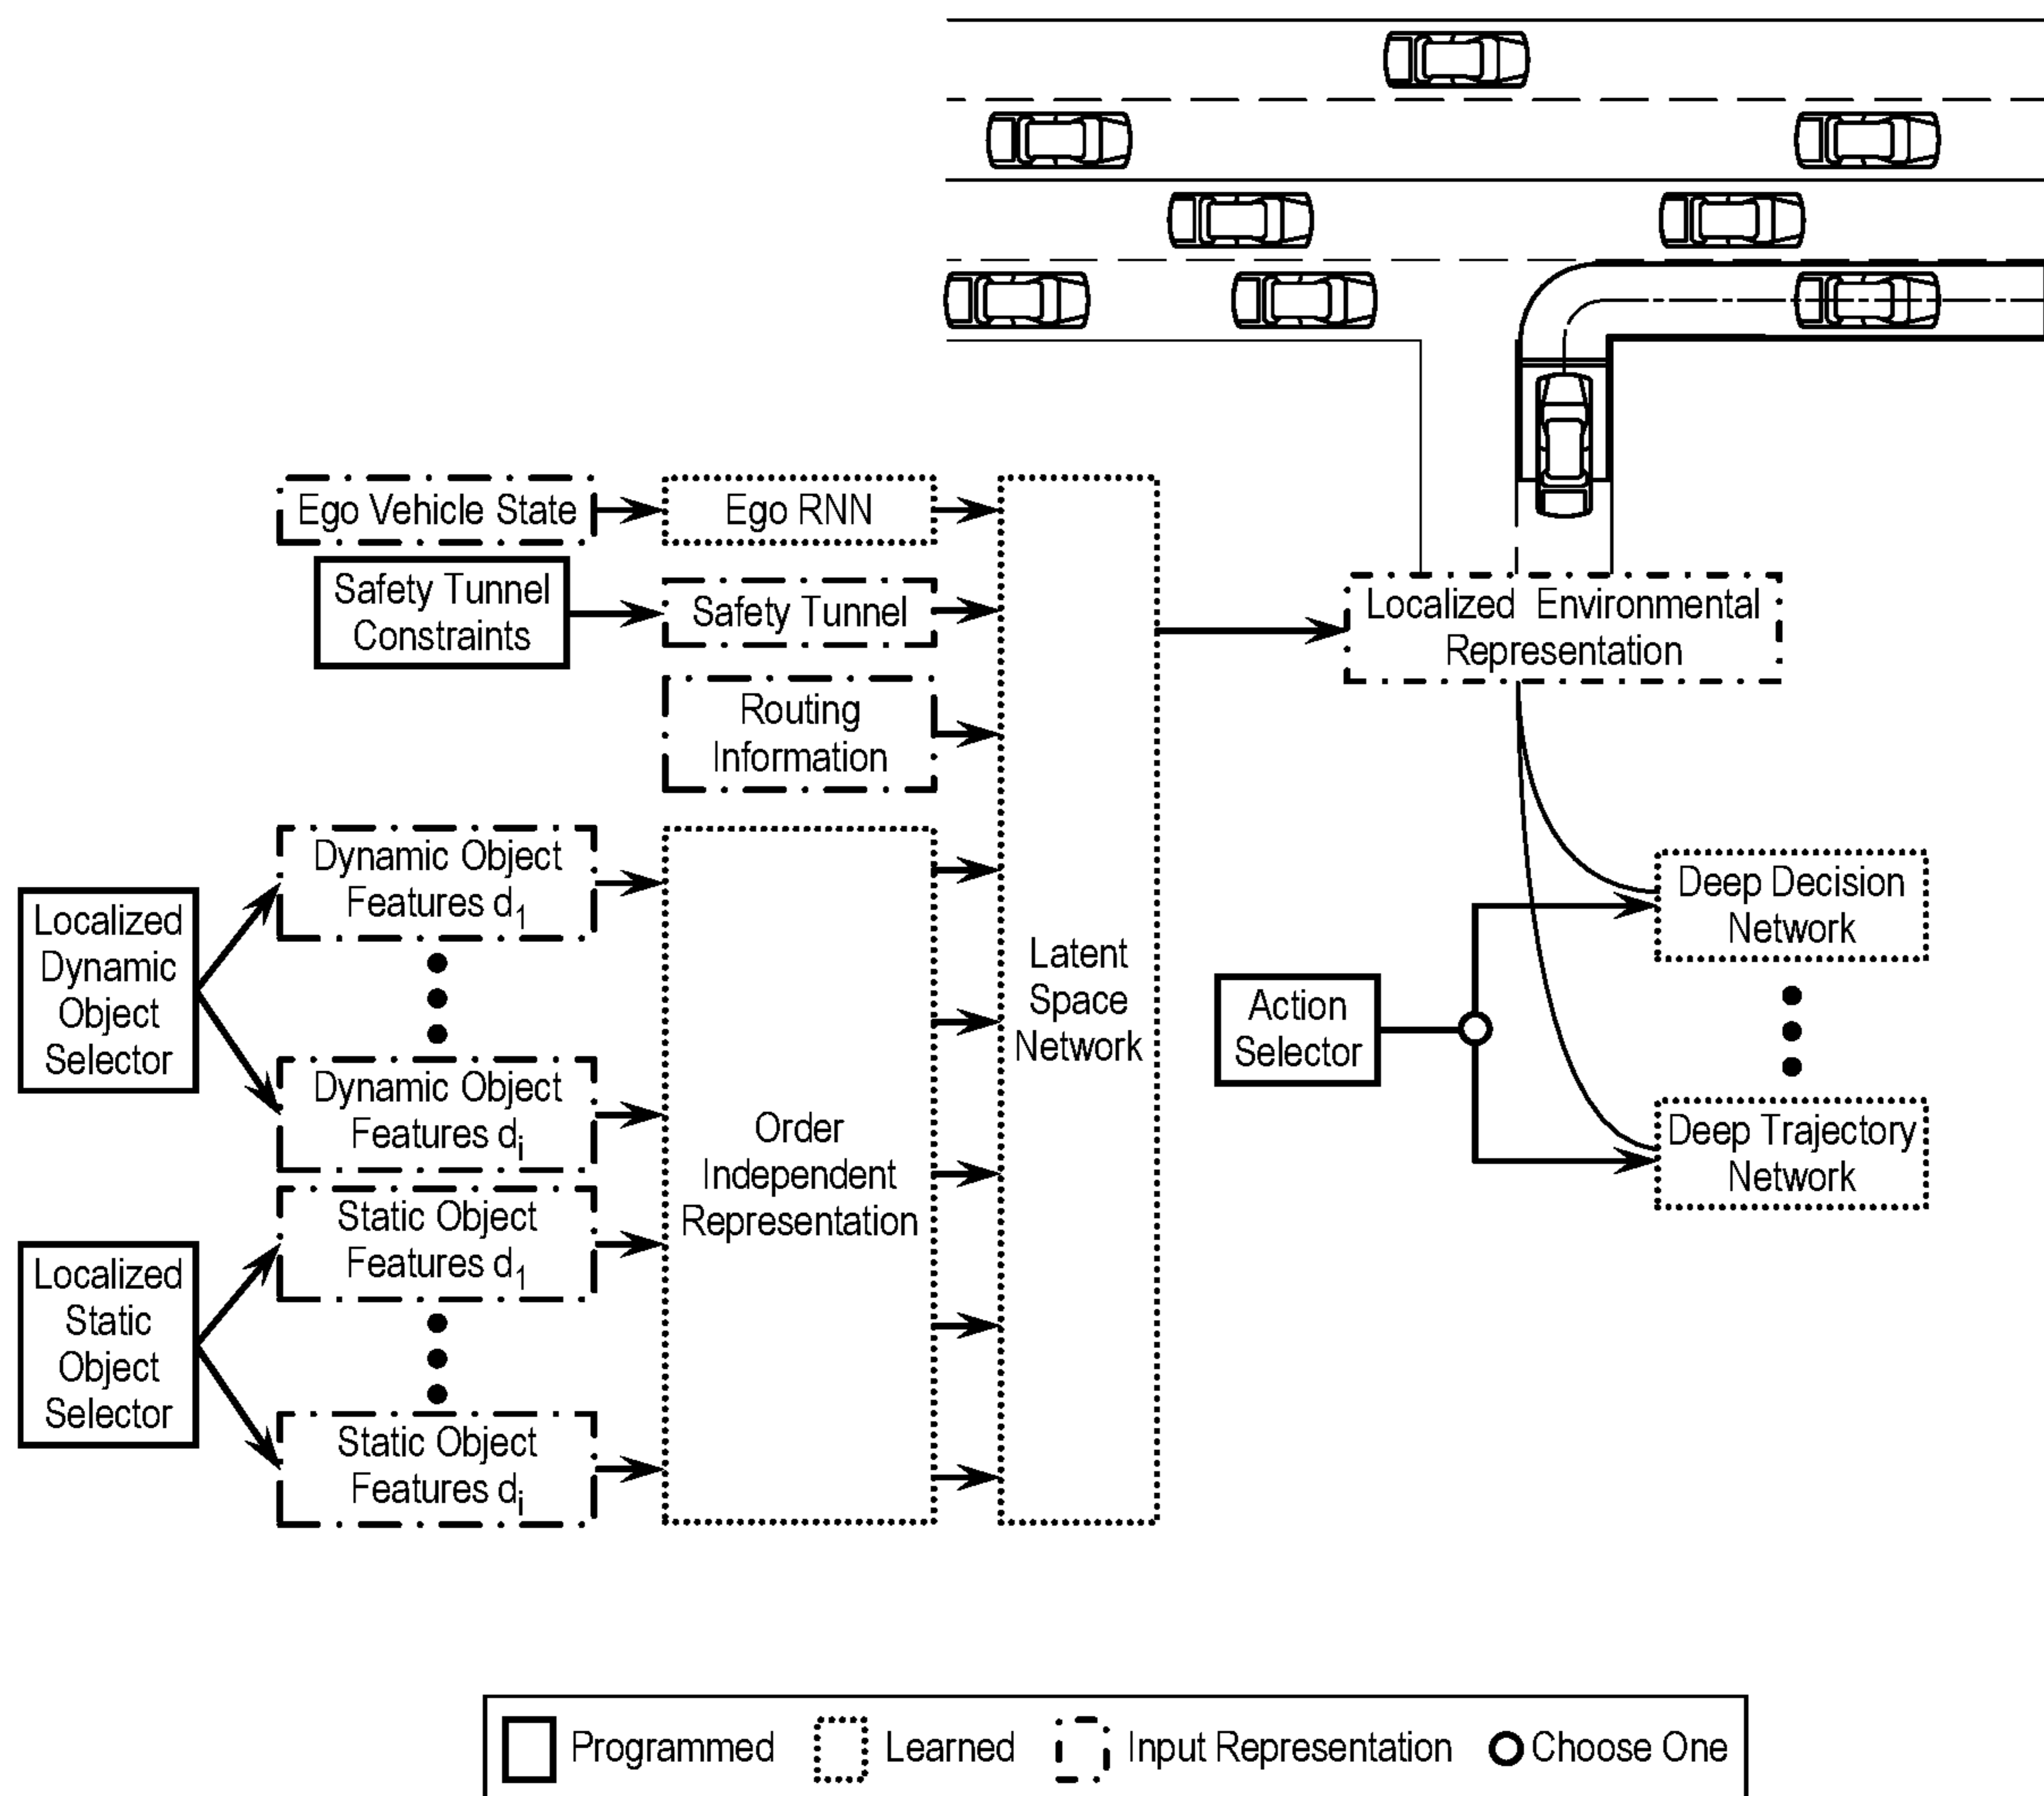 Ego Vehicle State
Ego RNN
Safety Tunnel
Constraints
Safety Tunnel
Routing
Information
Localized Environmental
Representation
Localized
Dynamic
Object
Selector
Dynamic Object
Features d1
Dynamic Object
Features di
Localized
Static
Object
Selector
Static Object
Features d1
Static Object
Features di
Order
Independent
Representation
Latent
Space
Network
Action
Selector
Deep Decision
Network
Deep Trajectory
Network
Programmed
Learned
Input Representation
Choose One